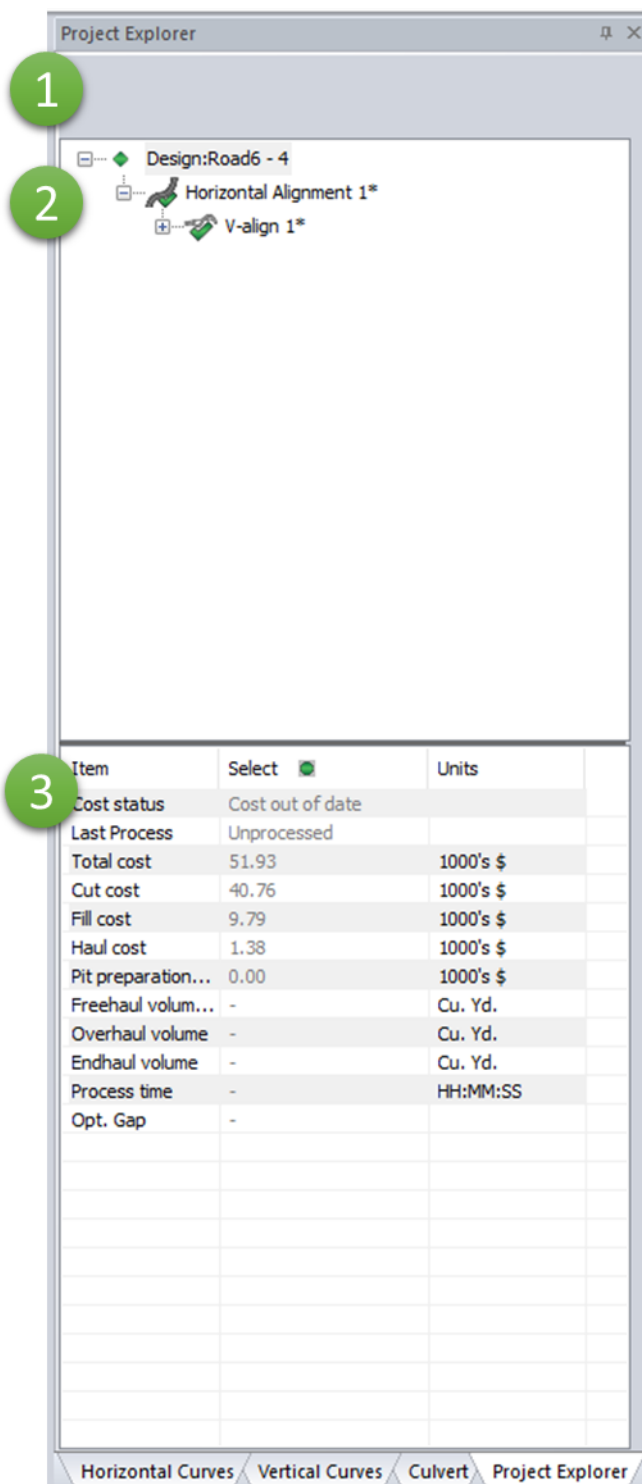 Project Explorer
1
Design:Road6 - 4
2
Horizontal Alignment 1*
V-align 1*
3
Item Select Units
Cost status Cost out of date
Last Process Unprocessed
Total cost 51.93 1000's $
Cut cost 40.76 1000's $
Fill cost 9.79 1000's $
Haul cost 1.38 1000's $
Pit preparation... 0.00 1000's $
Freehaul volum... - Cu. Yd.
Overhaul volume - Cu. Yd.
Endhaul volume - Cu. Yd.
Process time - HH:MM:SS
Opt. Gap -
Horizontal Curves Vertical Curves Culvert Project Explorer